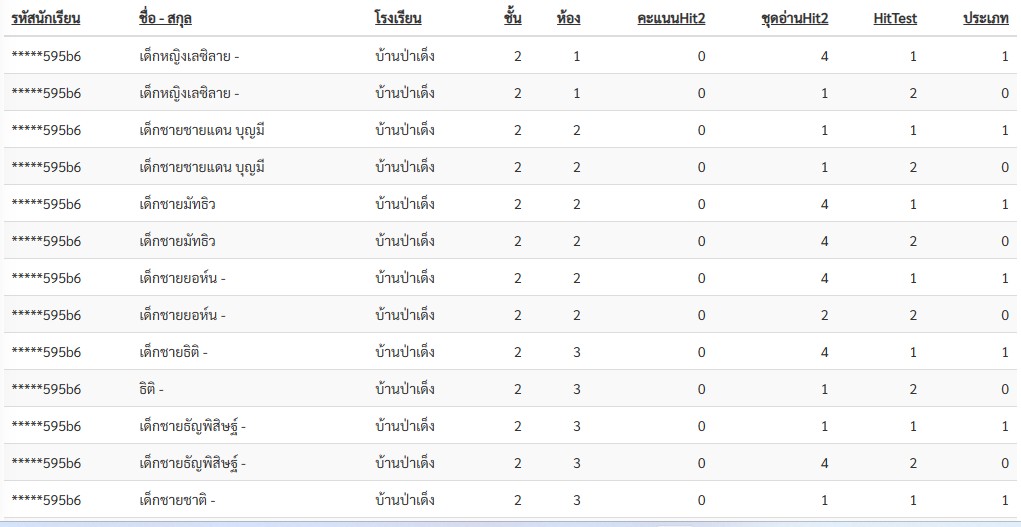 รหัสนักเรียน ชื่อ - สกุล โรงเรียน ชั้น ห้อง คะแนนHit2 ชุดอ่านHit2 HitTest ประเภท
*****595b6 เด็กหญิงเลซิลาย - บ้านป่าเด็ง 2 1 0 4 1 1
*****595b6 เด็กหญิงเลซิลาย - บ้านป่าเด็ง 2 1 0 1 2 0
*****595b6 เด็กชายชายแดน บุญมี บ้านป่าเด็ง 2 2 0 1 1 1
*****595b6 เด็กชายชายแดน บุญมี บ้านป่าเด็ง 2 2 0 1 2 0
*****595b6 เด็กชายมัทธิว บ้านป่าเด็ง 2 2 0 4 1 1
*****595b6 เด็กชายมัทธิว บ้านป่าเด็ง 2 2 0 4 2 0
*****595b6 เด็กชายยอห์น - บ้านป่าเด็ง 2 2 0 4 1 1
*****595b6 เด็กชายยอห์น - บ้านป่าเด็ง 2 2 0 2 2 0
*****595b6 เด็กชายธิติ - บ้านป่าเด็ง 2 3 0 4 1 1
*****595b6 ธิติ - บ้านป่าเด็ง 2 3 0 1 2 0
*****595b6 เด็กชายธัญพิสิษฐ์ - บ้านป่าเด็ง 2 3 0 1 1 1
*****595b6 เด็กชายธัญพิสิษฐ์ - บ้านป่าเด็ง 2 3 0 4 2 0
*****595b6 เด็กชายชาติ - บ้านป่าเด็ง 2 3 0 1 1 1